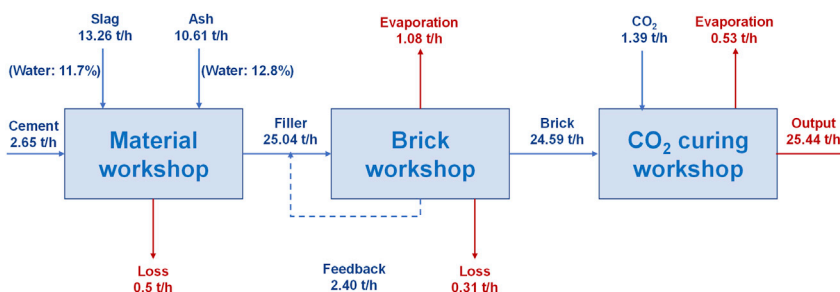 Slag
13.26 t/h
Ash
10.61 t/h
(Water: 11.7%)
(Water: 12.8%)
Cement
2.65 t/h
Material
workshop
Loss
0.5 t/h
Filler
25.04 t/h
Evaporation
1.08 t/h
Brick
workshop
Feedback
2.40 t/h
Loss
0.31 t/h
Brick
24.59 t/h
CO₂
1.39 t/h
Evaporation
0.53 t/h
CO₂ curing
workshop
Output
25.44 t/h